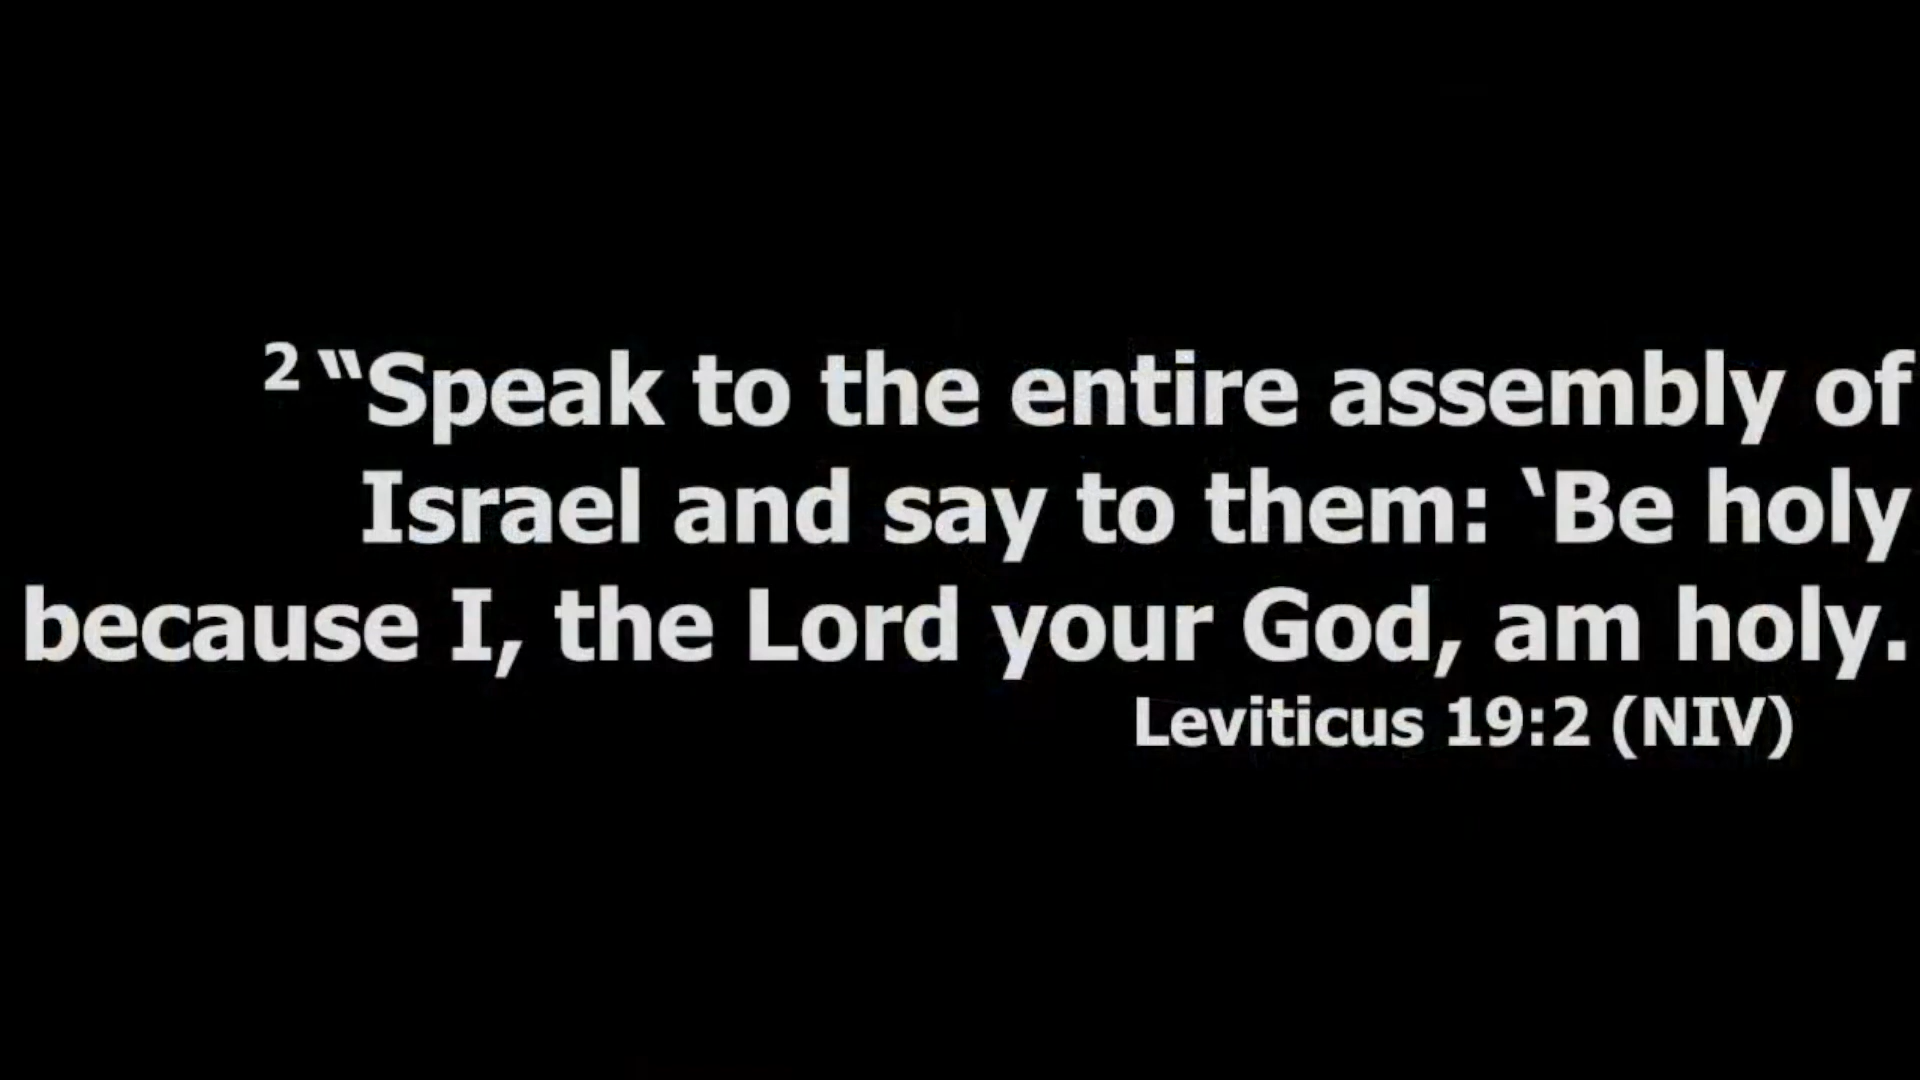 ² “Speak to the entire assembly of
Israel and say to them: ‘Be holy
because I, the Lord your God, am holy.
Leviticus 19:2 (NIV)